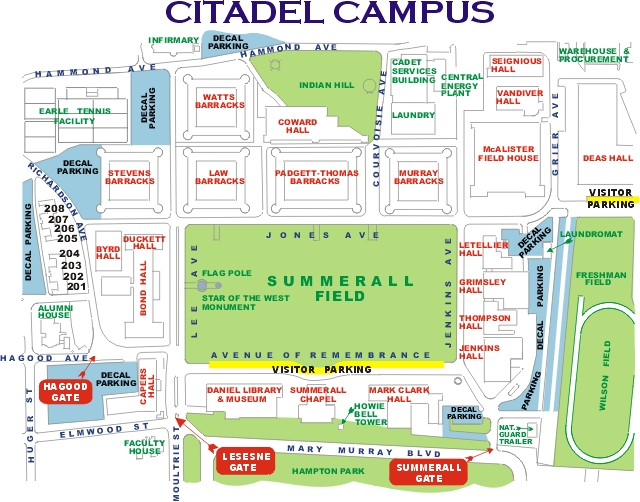 CITADEL CAMPUS
INFIRMARY
DECAL
PARKING
HAMMOND AVE
HAMMOND AVE
CADET
SERVICES
BUILDING
SEIGNIOUS
HALL
WAREHOUSE &
PROCUREMENT
CENTRAL
ENERGY
PLANT
INDIAN HILL
COURVOISIE AVE
VANDIVER
HALL
GRIER AVE
EARLE TENNIS
FACILITY
DECAL
PARKING
WATTS
BARRACKS
COWARD
HALL
LAUNDRY
McALISTER
FIELD HOUSE
DEAS HALL
DECAL
PARKING
RICHARDSON AVE
STEVENS
BARRACKS
LAW
BARRACKS
PADGETT-THOMAS
BARRACKS
MURRAY
BARRACKS
VISITOR
PARKING
DECAL PARKING
208
207
206
205
204
203
202
201
BYRD
HALL
DUCKETT
HALL
BOND HALL
LEE AVE
JONES AVE
JENKINS AVE
FLAG POLE
STAR OF THE WEST
MONUMENT
SUMMERALL
FIELD
LETELLIER
HALL
DECAL
PARKING
LAUNDROMAT
GRIMSLEY
HALL
THOMPSON
HALL
JENKINS
HALL
DECAL PARKING
PARKING
FRESHMAN
FIELD
WILSON FIELD
ALUMNI
HOUSE
HAGOOD AVE
HAGOOD
GATE
DECAL
PARKING
CAPERS
HALL
AVENUE OF REMEMBRANCE
VISITOR PARKING
DANIEL LIBRARY
& MUSEUM
SUMMERALL
CHAPEL
MARK CLARK
HALL
HOWIE
BELL
TOWER
DECAL
PARKING
NAT.
GUARD
TRAILER
HUGER ST
ELMWOOD ST
FACULTY
HOUSE
MOULTRIE ST
LESESNE
GATE
MARY MURRAY BLVD
SUMMERALL
GATE
HAMPTON PARK